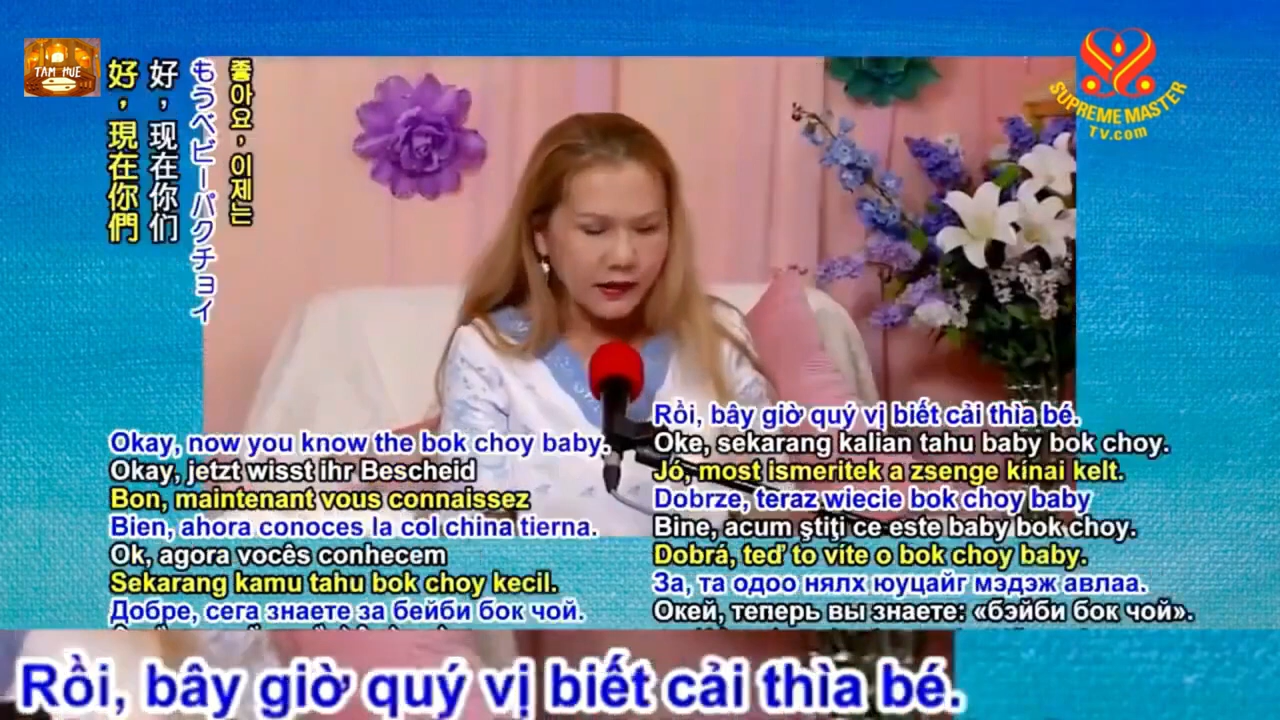 TAM HUE
好，現在你們
好，现在你们
もうベビーパクチョイ
좋아요, 이제는
SUPREME MASTER
TV.com
Okay, now you know the bok choy baby.
Okay, jetzt wisst ihr Bescheid
Bon, maintenant vous connaissez
Bien, ahora conoces la col china tierna.
Ok, agora vocês conhecem
Sekarang kamu tahu bok choy kecil.
Добре, сега знаете за бейби бок чой.
Rồi, bây giờ quý vị biết cải thìa bé.
Oke, sekarang kalian tahu baby bok choy.
Jó, most ismeritek a zsenge kínai kelt.
Dobrze, teraz wiecie bok choy baby
Bine, acum ştiţi ce este baby bok choy.
Dobrá, teď to víte o bok choy baby.
За, та одоо нялх юуцайг мэдэж авлаа.
Окей, теперь вы знаете: «бэйби бок чой».
Rồi, bây giờ quý vị biết cải thìa bé.